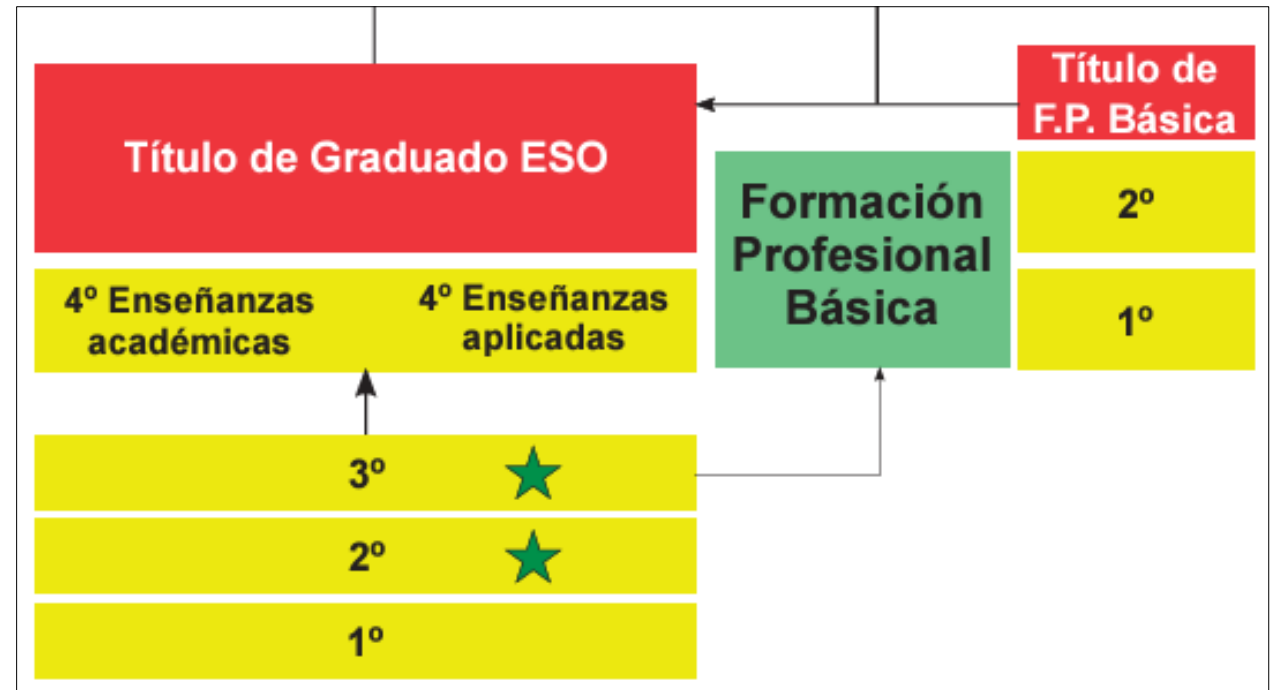 Título de
F.P. Básica
Título de Graduado ESO
Formación
Profesional
Básica
2º
1º
4º Enseñanzas
académicas
4º Enseñanzas
aplicadas
3º
2º
1º